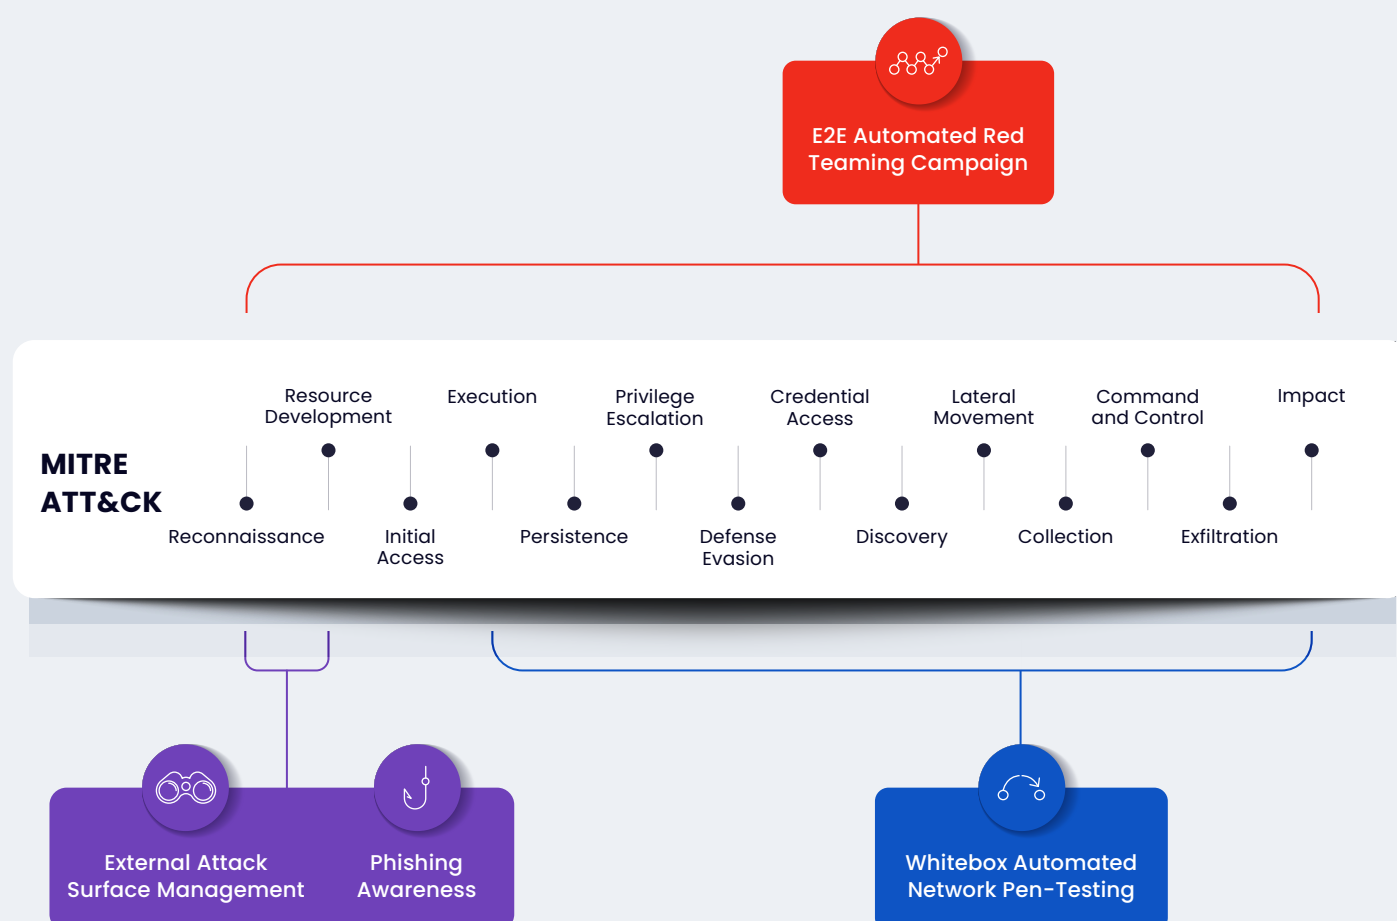 E2E Automated Red
Teaming Campaign
Resource
Development
Execution
Privilege
Escalation
Credential
Access
Lateral
Movement
Command
and Control
Impact
MITRE
ATT&CK
Reconnaissance
Initial
Access
Persistence
Defense
Evasion
Discovery
Collection
Exfiltration
External Attack
Surface Management
Phishing
Awareness
Whitebox Automated
Network Pen-Testing